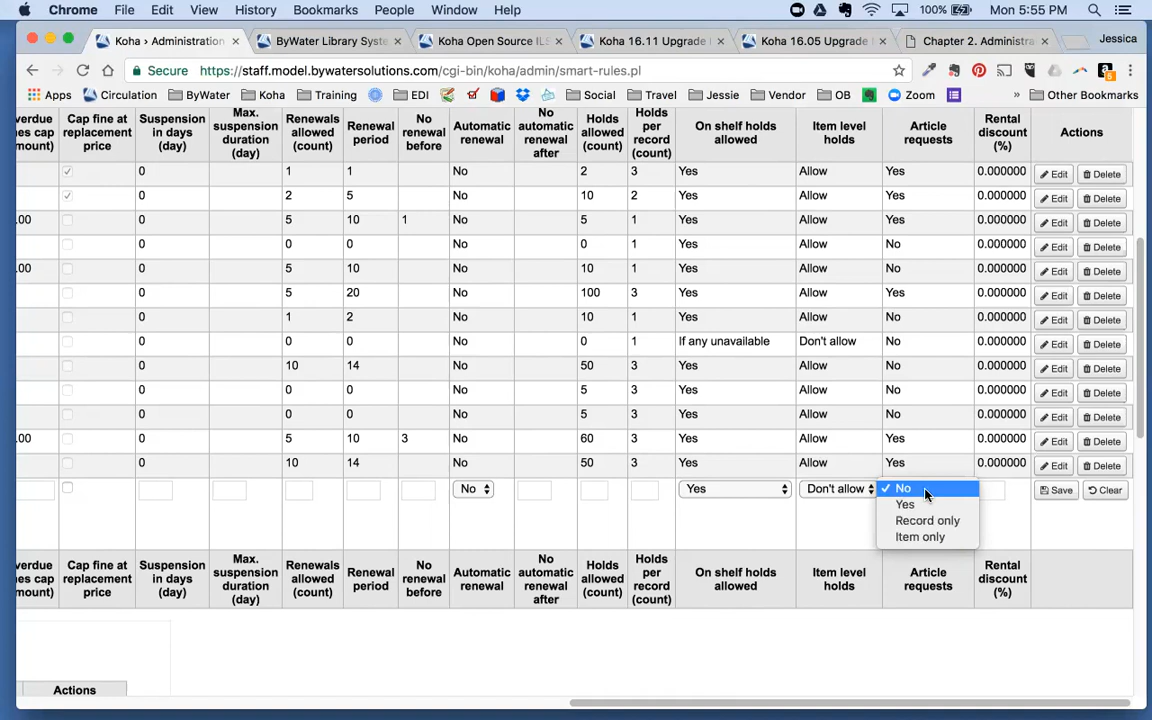 Chrome File Edit View History Bookmarks People Window Help 100% Mon 5:55 PM
Koha › Administration × ByWater Library Syste × Koha Open Source ILS × Koha 16.11 Upgrade × Koha 16.05 Upgrade × Chapter 2. Administra × Jessica
Secure https://staff.model.bywatersolutions.com/cgi-bin/koha/admin/smart-rules.pl
Apps Circulation ByWater Koha Training EDI Social Travel Jessie Vendor OB Zoom » Other Bookmarks
verdue
es cap
mount)
Cap fine at
replacement
price
Suspension
in days
(day)
Max.
suspension
duration
(day)
Renewals
allowed
(count)
Renewal
period
No
renewal
before
Automatic
renewal
No
automatic
renewal
after
Holds
allowed
(count)
Holds
per
record
(count)
On shelf holds
allowed
Item level
holds
Article
requests
Rental
discount
(%)
Actions
0 1 1 No 2 3 Yes Allow Yes 0.000000 Edit Delete
0 2 5 No 10 2 Yes Allow Yes 0.000000 Edit Delete
.00 0 5 10 1 No 5 1 Yes Allow Yes 0.000000 Edit Delete
0 0 0 No 0 1 Yes Allow No 0.000000 Edit Delete
.00 0 5 10 No 10 1 Yes Allow No 0.000000 Edit Delete
0 5 20 No 100 3 Yes Allow Yes 0.000000 Edit Delete
0 1 2 No 10 1 Yes Allow No 0.000000 Edit Delete
0 0 0 No 0 1 If any unavailable Don't allow No 0.000000 Edit Delete
0 10 14 No 50 3 Yes Allow No 0.000000 Edit Delete
0 0 0 No 5 3 Yes Allow No 0.000000 Edit Delete
0 0 0 No 5 3 Yes Allow No 0.000000 Edit Delete
.00 0 5 10 3 No 60 3 Yes Allow Yes 0.000000 Edit Delete
0 10 14 No 50 3 Yes Allow Yes 0.000000 Edit Delete
No Yes Don't allow ✓ No Save Clear
Yes
Record only
Item only
verdue
nes cap
mount)
Cap fine at
replacement
price
Suspension
in days
(day)
Max.
suspension
duration
(day)
Renewals
allowed
(count)
Renewal
period
No
renewal
before
Automatic
renewal
No
automatic
renewal
after
Holds
allowed
(count)
Holds
per
record
(count)
On shelf holds
allowed
Item level
holds
Article
requests
Rental
discount
(%)
Actions